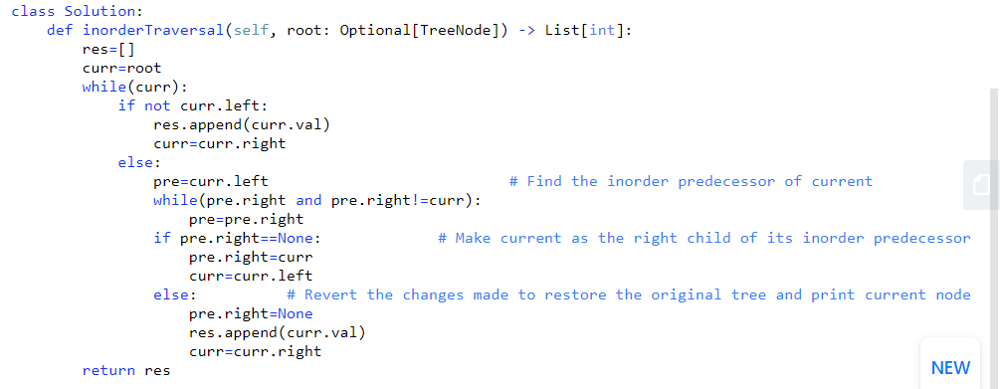 class Solution:
    def inorderTraversal(self, root: Optional[TreeNode]) -> List[int]:
        res=[]
        curr=root
        while(curr):
            if not curr.left:
                res.append(curr.val)
                curr=curr.right
            else:
                pre=curr.left                           # Find the inorder predecessor of current
                while(pre.right and pre.right!=curr):
                    pre=pre.right
                if pre.right==None:             # Make current as the right child of its inorder predecessor
                    pre.right=curr
                    curr=curr.left
                else:          # Revert the changes made to restore the original tree and print current node
                    pre.right=None
                    res.append(curr.val)
                    curr=curr.right
        return res
NEW